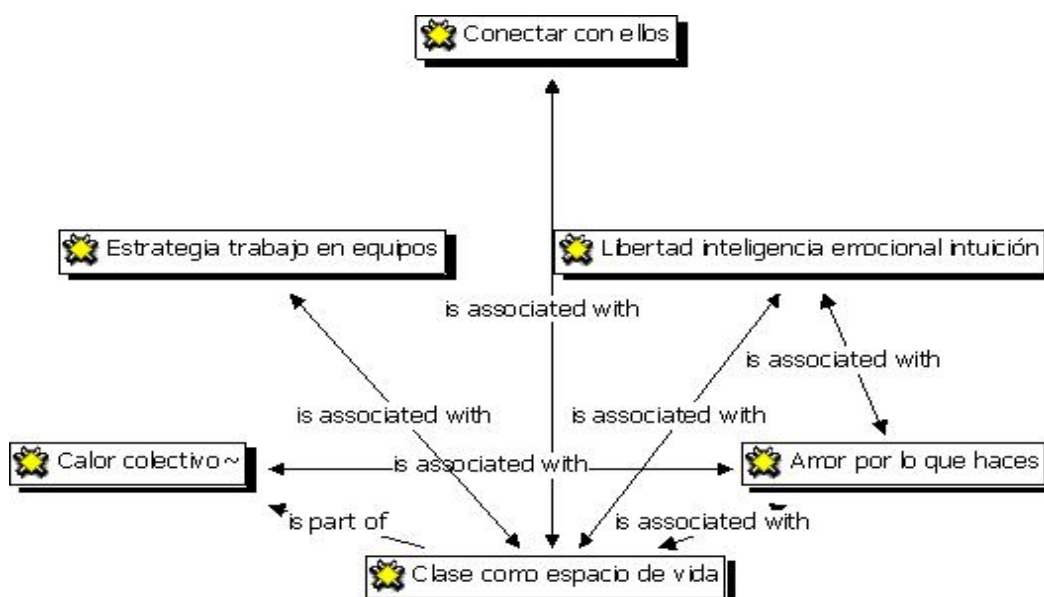 Conectar con ellos
Estrategia trabajo en equipos
Libertad inteligencia emocional intuición
is associated with
is associated with
is associated with
is associated with
Calor colectivo~
is associated with
Amor por lo que haces
is part of
is associated with
Clase como espacio de vida